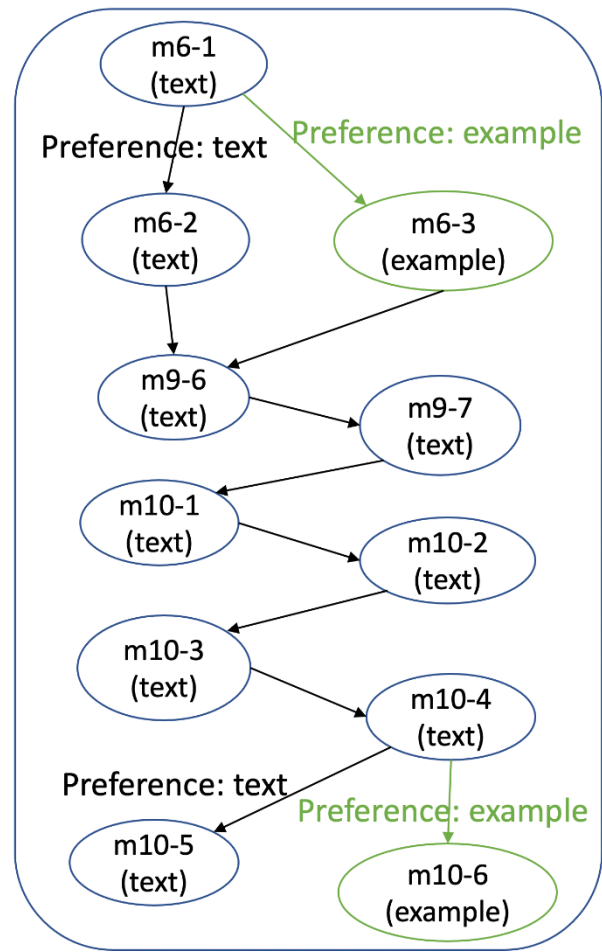 m6-1
(text)
Preference: text
Preference: example
m6-2
(text)
m6-3
(example)
m9-6
(text)
m9-7
(text)
m10-1
(text)
m10-2
(text)
m10-3
(text)
m10-4
(text)
Preference: text
Preference: example
m10-5
(text)
m10-6
(example)